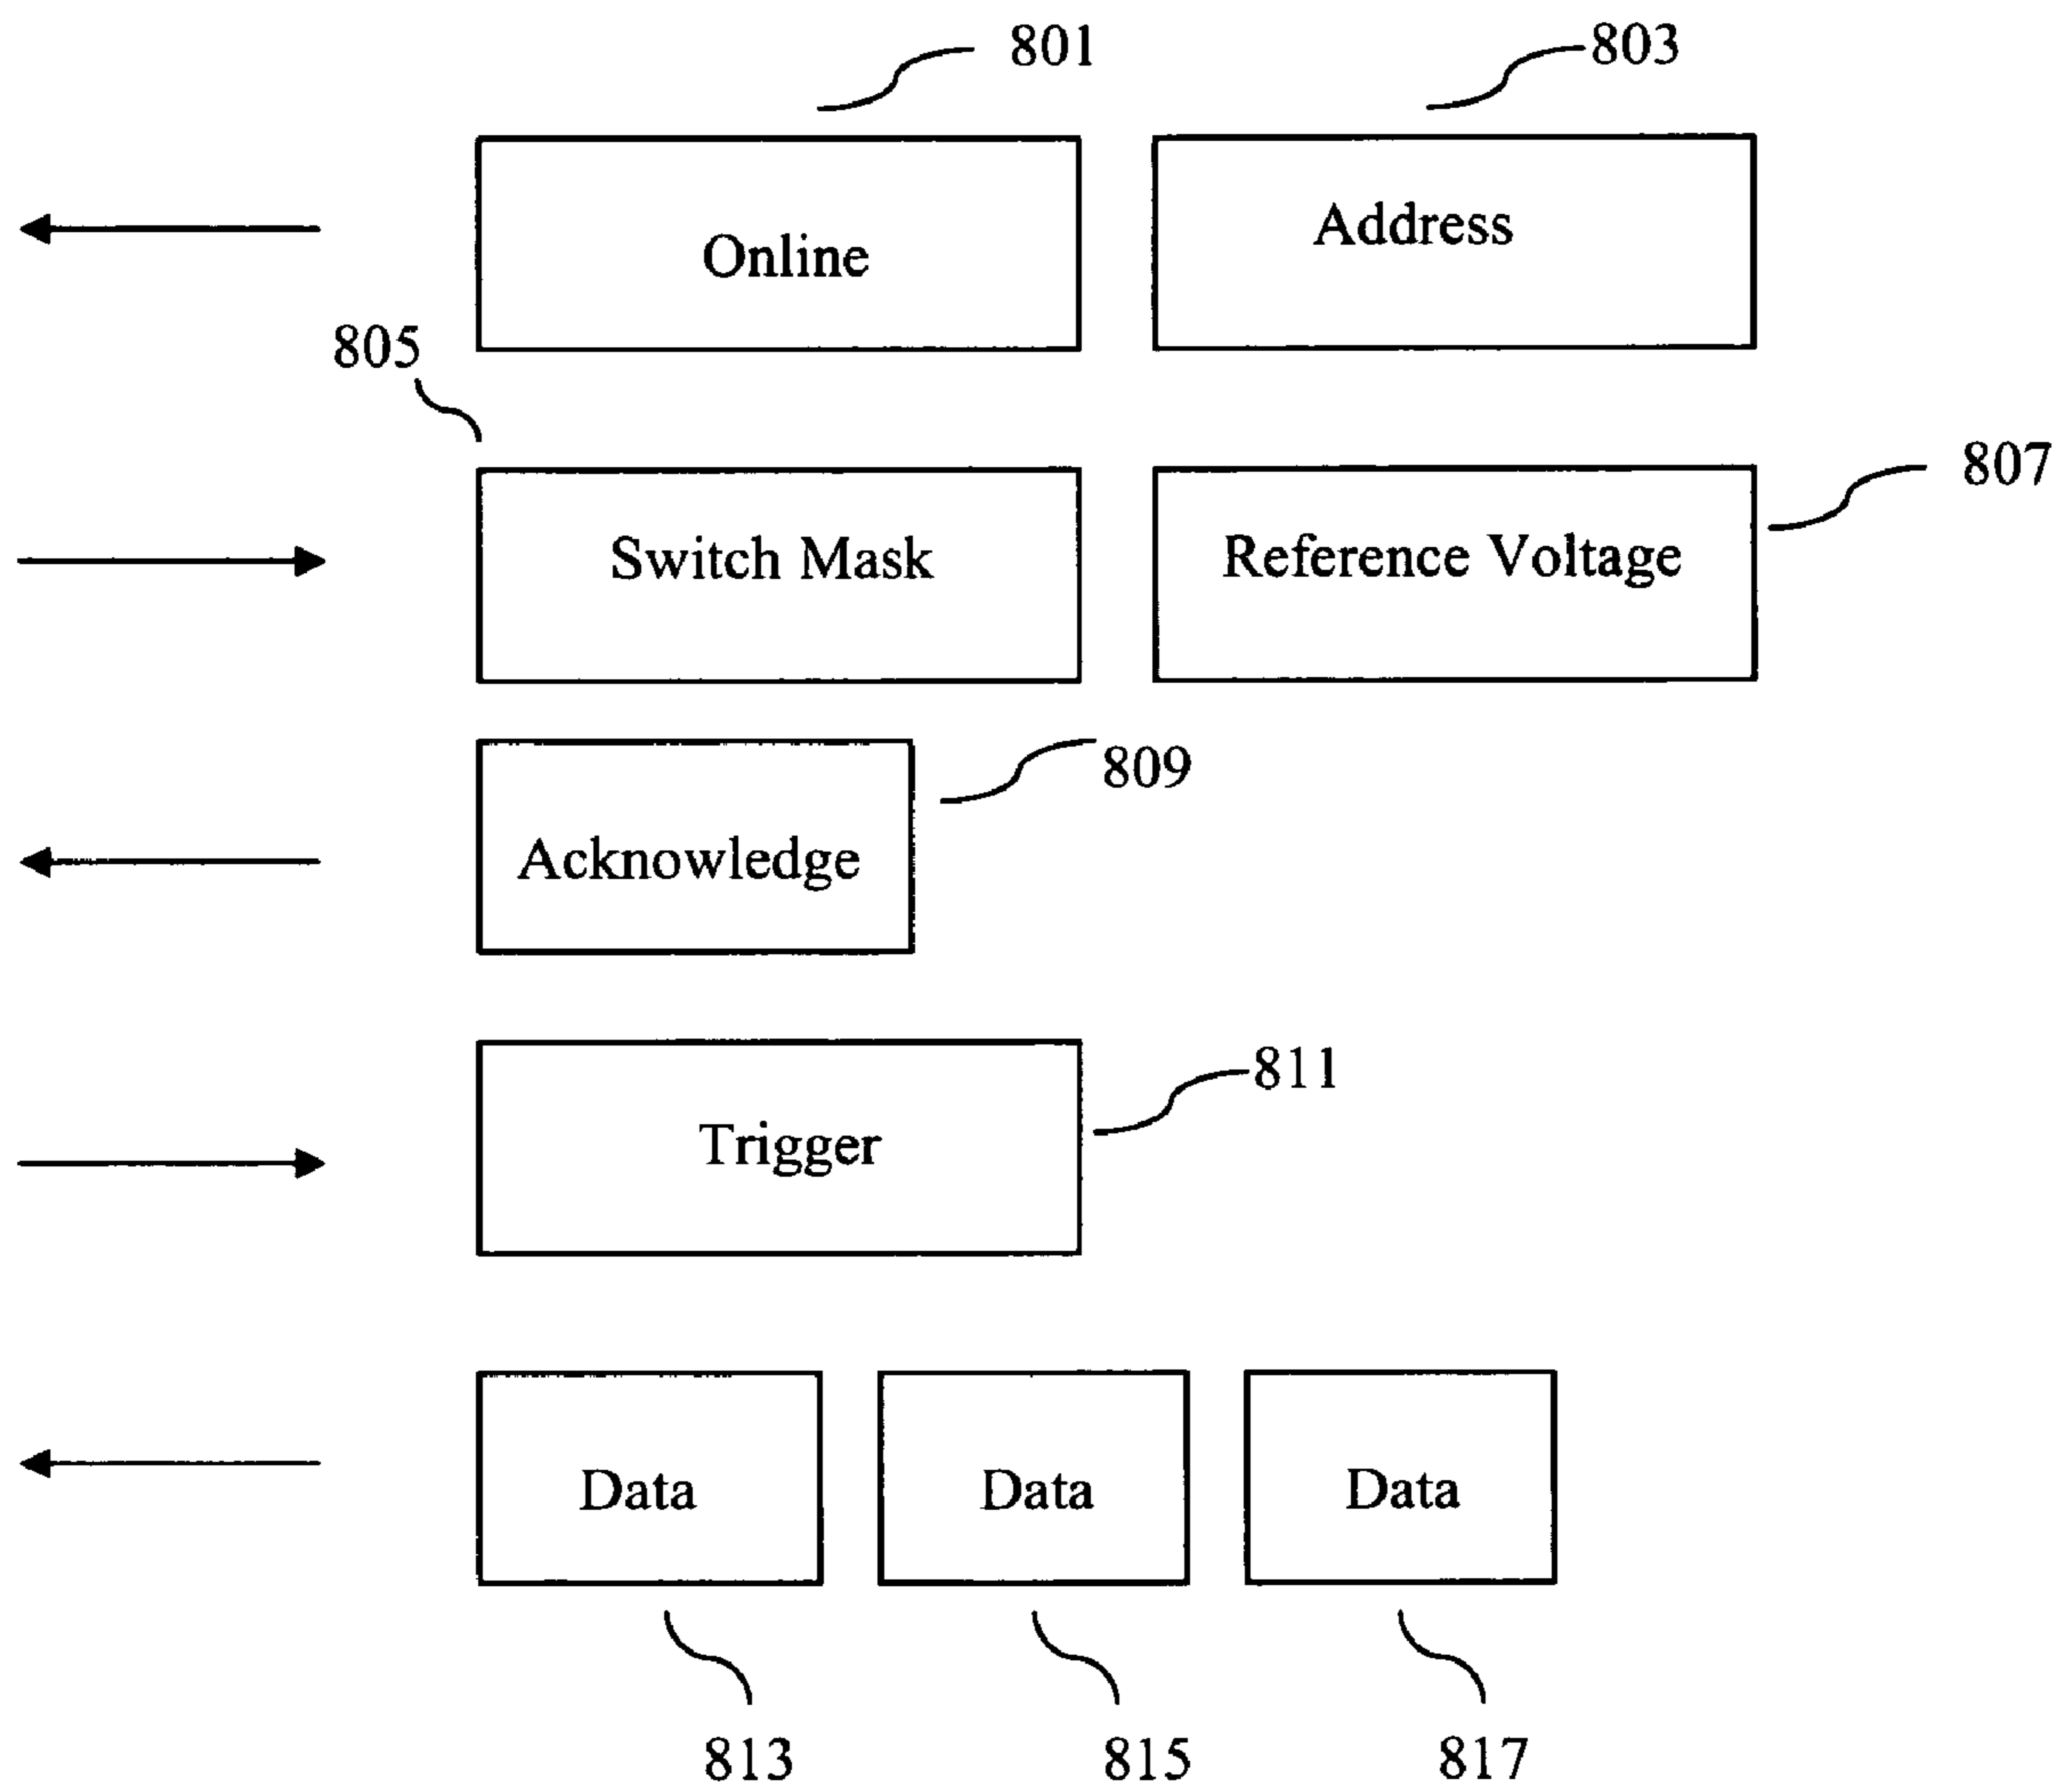 801
803
Online
Address
805
807
Switch Mask
Reference Voltage
809
Acknowledge
811
Trigger
Data
Data
Data
813
815
817